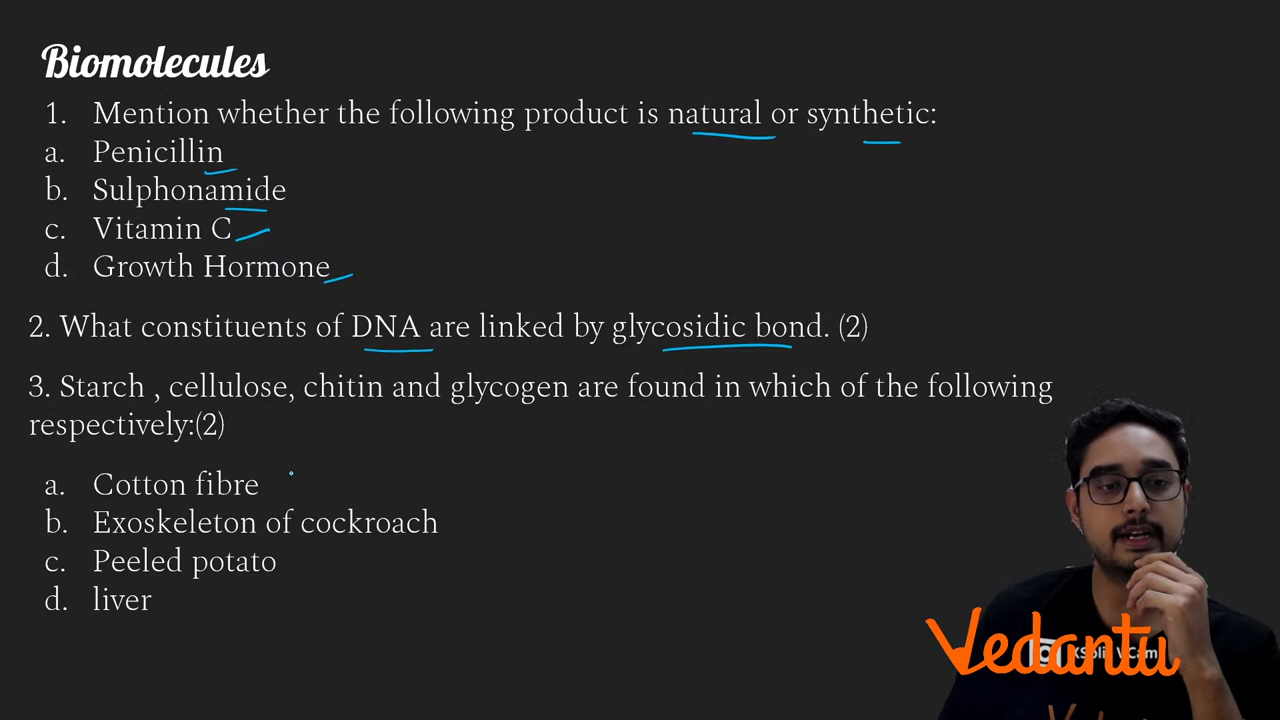 Biomolecules
1. Mention whether the following product is natural or synthetic:
a. Penicillin
b. Sulphonamide
c. Vitamin C
d. Growth Hormone
2. What constituents of DNA are linked by glycosidic bond. (2)
3. Starch , cellulose, chitin and glycogen are found in which of the following
respectively:(2)
a. Cotton fibre
b. Exoskeleton of cockroach
c. Peeled potato
d. liver
Vedantu